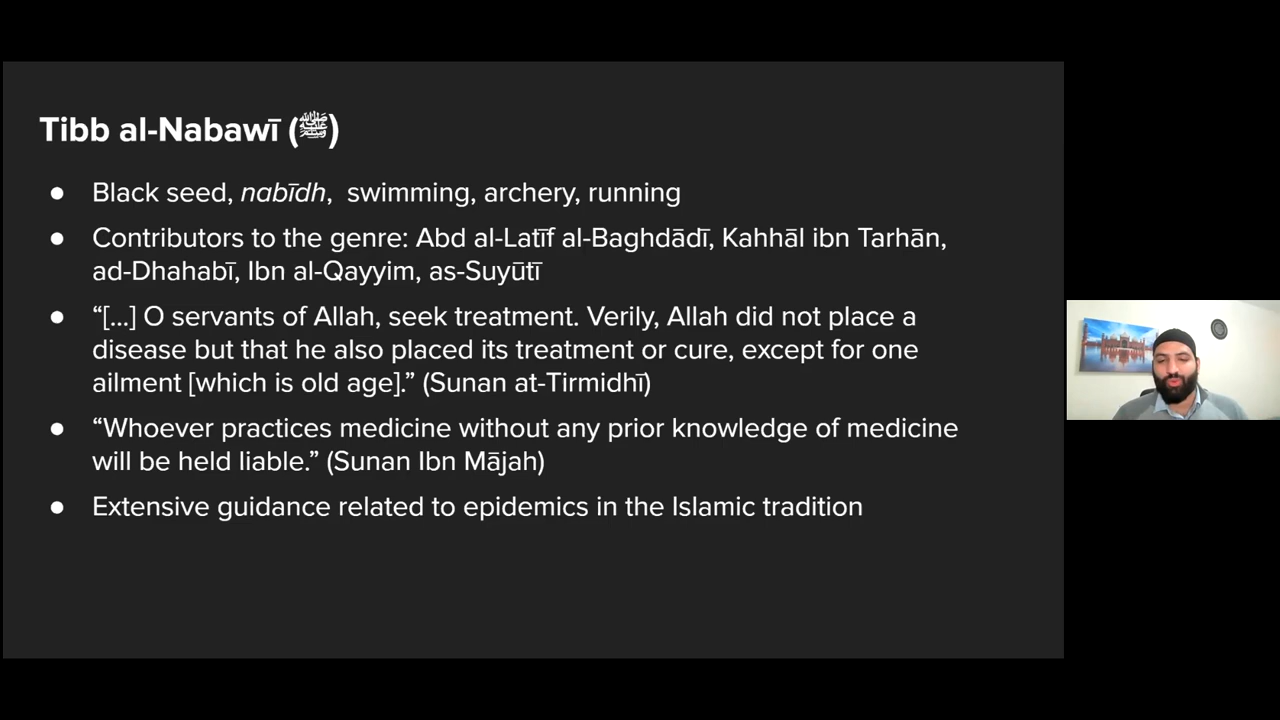 Tibb al-Nabawī (ﷺ)
● Black seed, nabīdh, swimming, archery, running
● Contributors to the genre: Abd al-Latīf al-Baghdādī, Kahhāl ibn Tarhān,
ad-Dhahabī, Ibn al-Qayyim, as-Suyūtī
● “[...] O servants of Allah, seek treatment. Verily, Allah did not place a
disease but that he also placed its treatment or cure, except for one
ailment [which is old age].” (Sunan at-Tirmidhī)
● “Whoever practices medicine without any prior knowledge of medicine
will be held liable.” (Sunan Ibn Mājah)
● Extensive guidance related to epidemics in the Islamic tradition